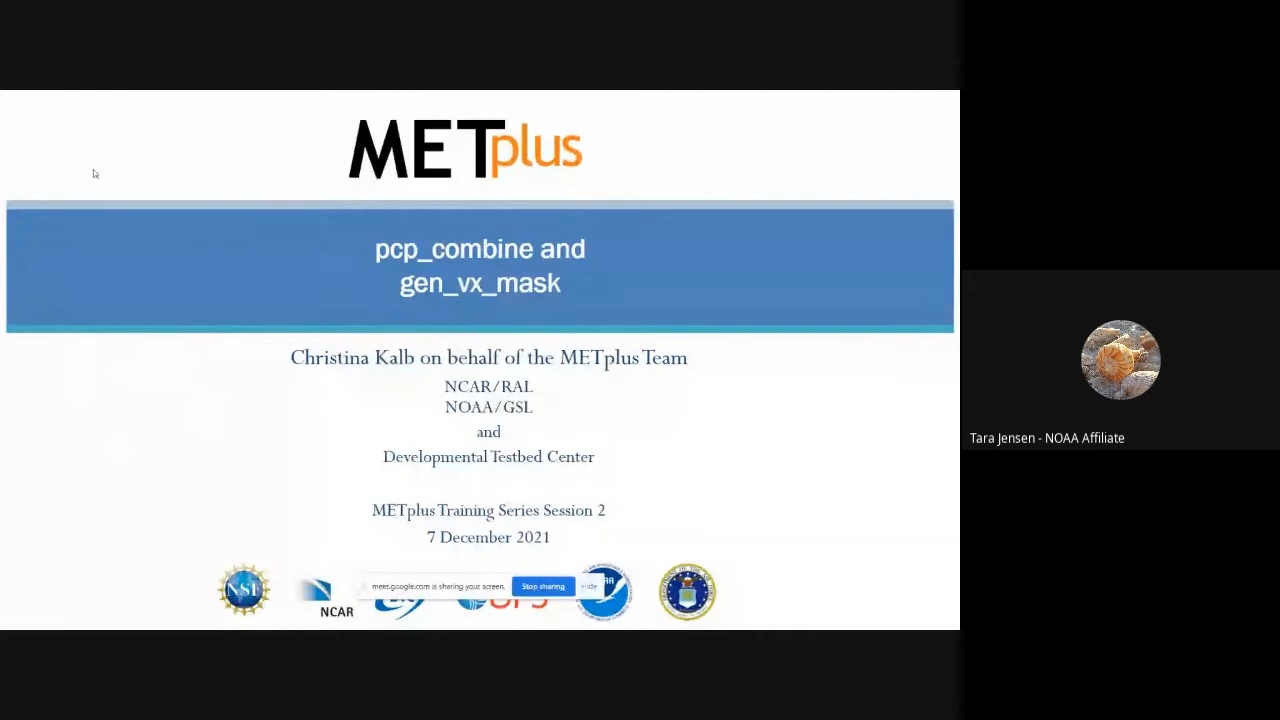 METplus
pcp_combine and
gen_vx_mask
Christina Kalb on behalf of the METplus Team
NCAR/RAL
NOAA/GSL
and
Developmental Testbed Center
METplus Training Series Session 2
7 December 2021
NSF
NCAR
meet.google.com is sharing your screen.
Stop sharing
Hide
Tara Jensen - NOAA Affiliate